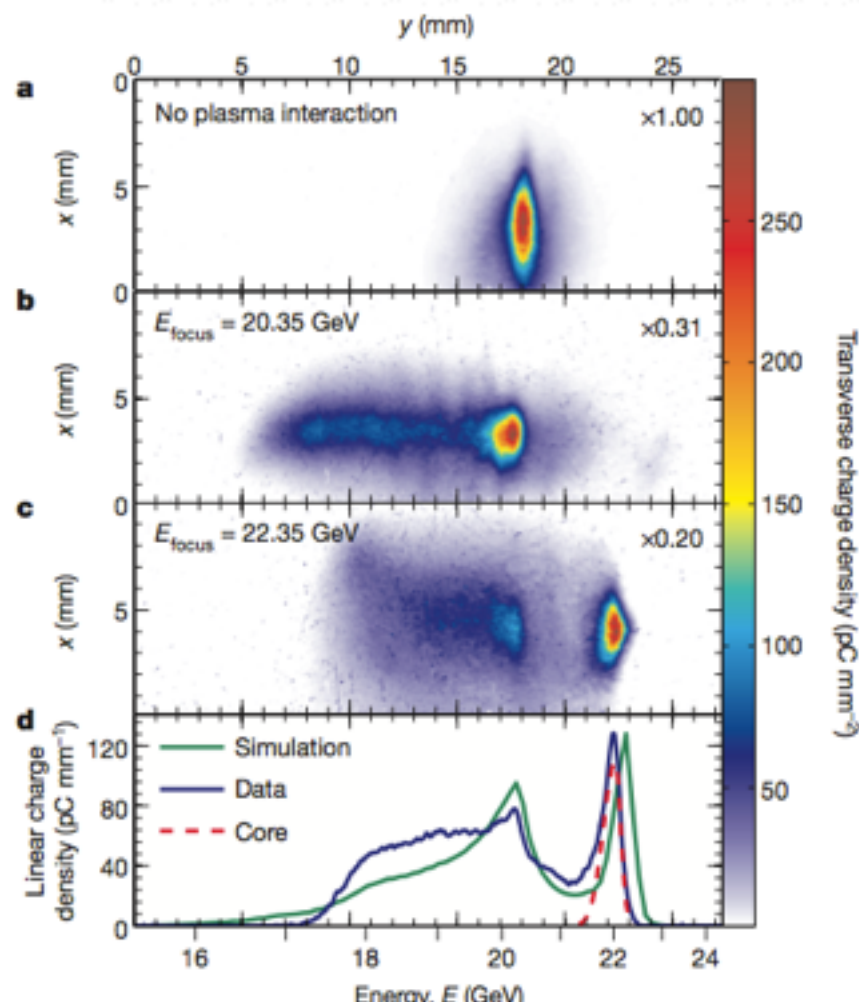 y (mm)
0 5 10 15 20 25
a
0
No plasma interaction
×1.00
x (mm)
5
b
0
E_focus = 20.35 GeV
×0.31
x (mm)
5
c
0
E_focus = 22.35 GeV
×0.20
x (mm)
5
d
Linear charge
density (pC mm⁻¹)
120
80
40
0
Simulation
Data
Core
16 18 20 22 24
Energy, E (GeV)
250
200
150
100
50
Transverse charge density (pC mm⁻²)